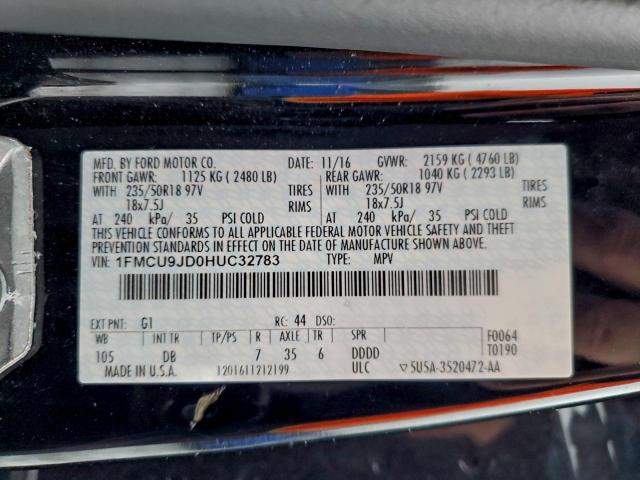 MFD. BY FORD MOTOR CO. DATE: 11/16 GVWR: 2159 KG ( 4760 LB)
FRONT GAWR: 1125 KG ( 2480 LB) REAR GAWR: 1040 KG ( 2293 LB)
WITH 235/50R18 97V TIRES WITH 235/50R18 97V TIRES
18x7.5J RIMS 18x7.5J RIMS
AT 240 kPa/ 35 PSI COLD AT 240 kPa/ 35 PSI COLD
THIS VEHICLE CONFORMS TO ALL APPLICABLE FEDERAL MOTOR VEHICLE SAFETY AND
THEFT PREVENTION STANDARDS IN EFFECT ON THE DATE OF MANUFACTURE SHOWN ABOVE.
VIN: 1FMCU9JD0HUC32783 TYPE: MPV
EXT PNT: G1 RC: 44 DSO: F0064
WB INT TR TP/PS R AXLE TR SPR T0190
105 DB 7 35 6 DDDD
MADE IN U.S.A. 1201611212199 ULC ▽5U5A-3520472-AA